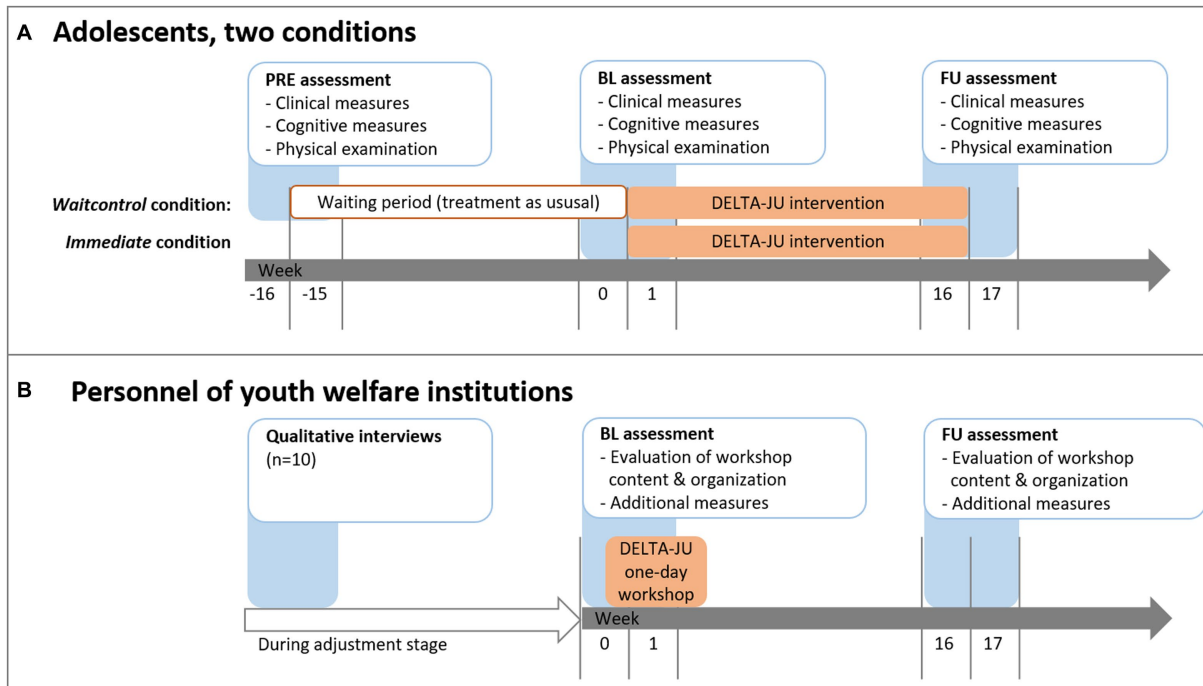 A Adolescents, two conditions
PRE assessment
- Clinical measures
- Cognitive measures
- Physical examination
BL assessment
- Clinical measures
- Cognitive measures
- Physical examination
FU assessment
- Clinical measures
- Cognitive measures
- Physical examination
Waitcontrol condition:
Waiting period (treatment as ususal)
DELTA-JU intervention
Immediate condition
DELTA-JU intervention
Week
-16 -15 0 1 16 17
B Personnel of youth welfare institutions
Qualitative interviews
(n=10)
BL assessment
- Evaluation of workshop
content & organization
- Additional measures
FU assessment
- Evaluation of workshop
content & organization
- Additional measures
DELTA-JU
one-day
workshop
Week
During adjustment stage
0 1 16 17